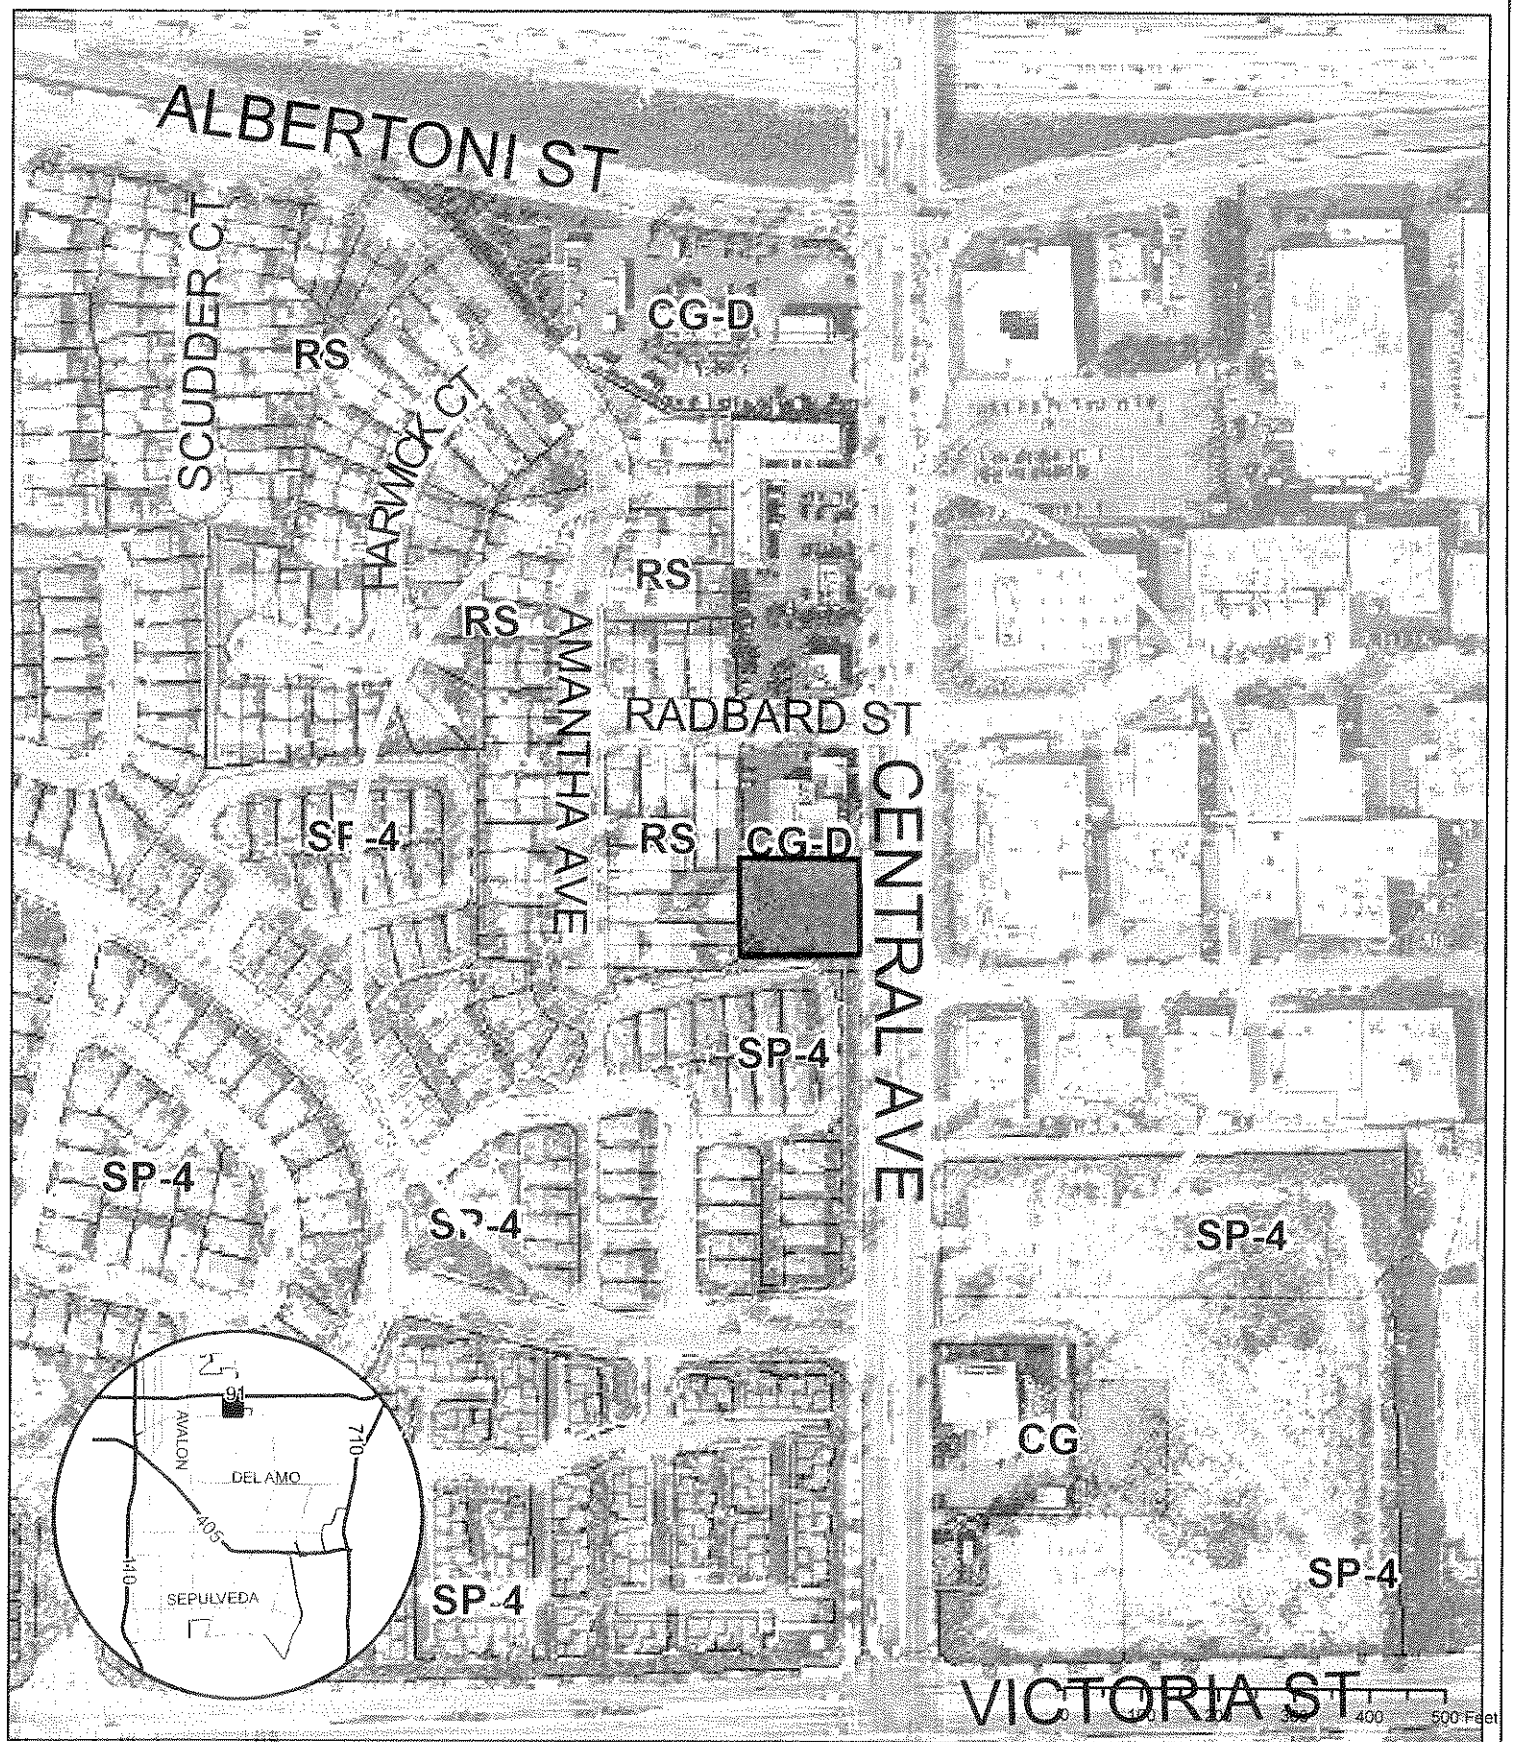 ALBERTONI ST
SCUDDER CT
CG-D
RS
HARWICK CT
RS
RS
AMANTHA AVE
RADBARD ST
CENTRAL AVE
SP-4
RS
CG-D
SP-4
SP-4
SP-4
SP-4
91
AVALON
710
DEL AMO
405
110
SEPULVEDA
CG
SP-4
SP-4
VICTORIA ST
0 100 200 300 400 500 Feet